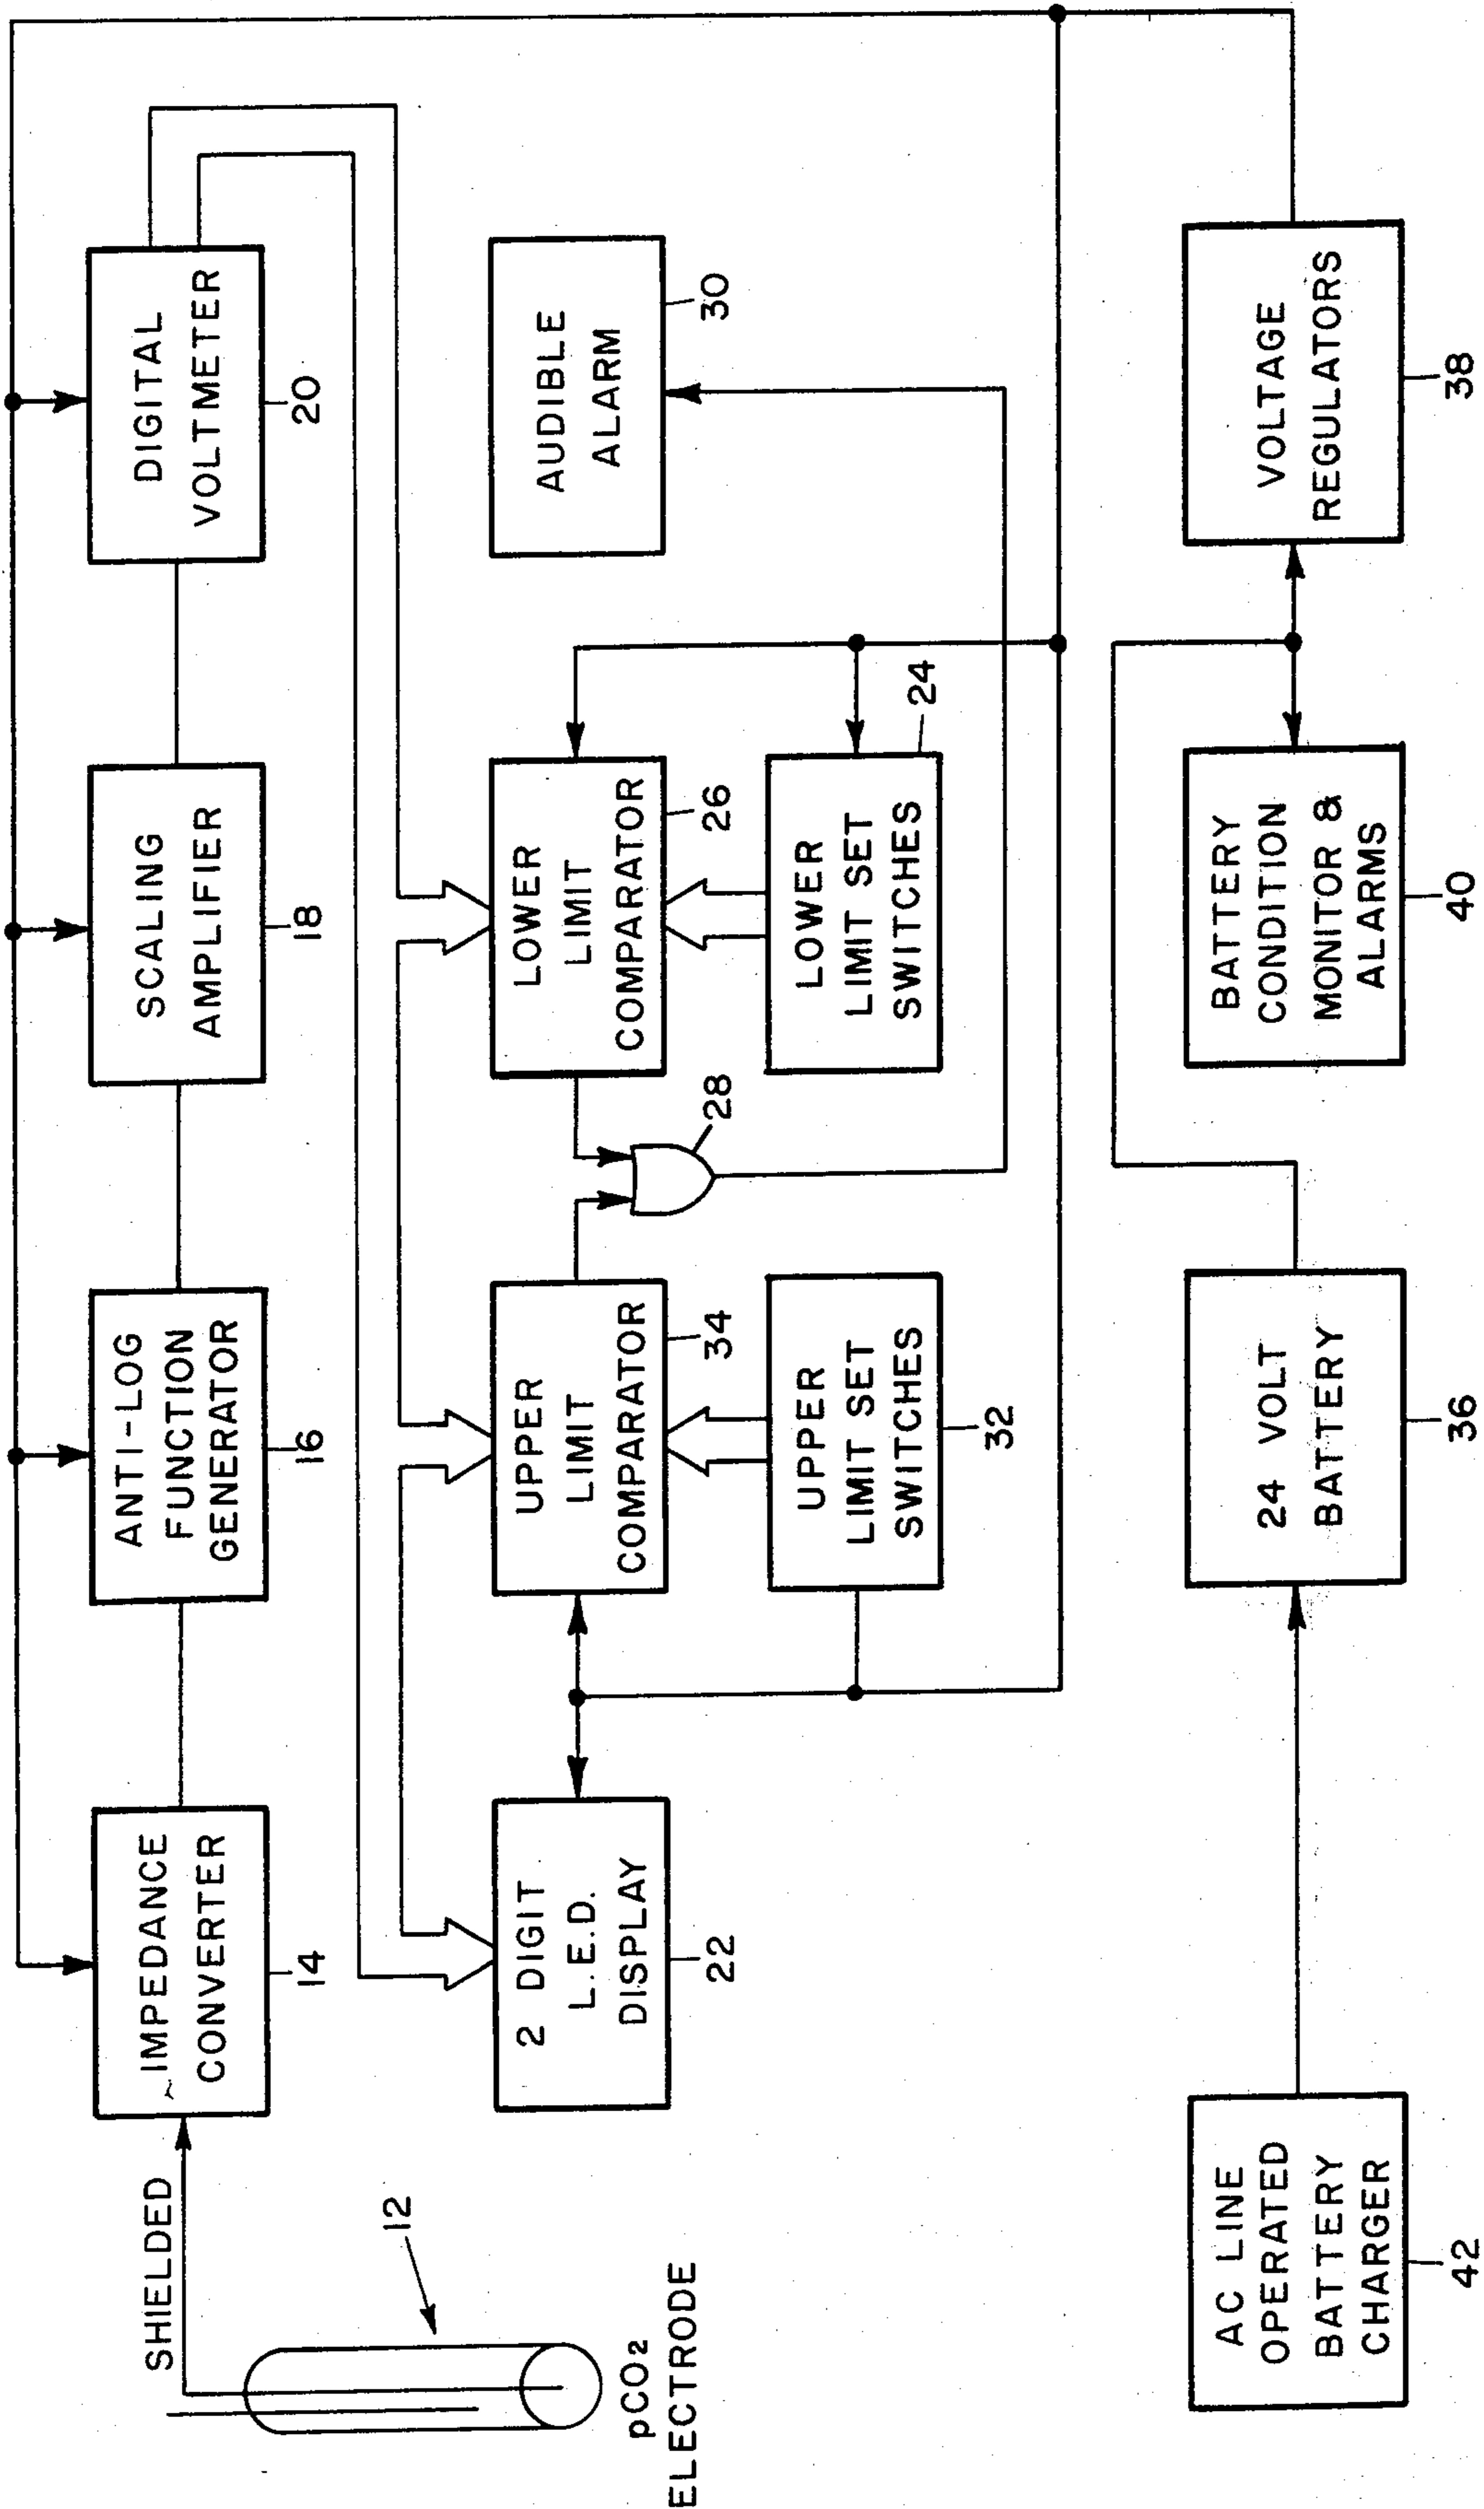 SHIELDED
12
pCO2
ELECTRODE
IMPEDANCE
CONVERTER
14
ANTI-LOG
FUNCTION
GENERATOR
16
SCALING
AMPLIFIER
18
DIGITAL
VOLTMETER
20
2 DIGIT
L.E.D.
DISPLAY
22
UPPER
LIMIT
COMPARATOR
34
28
LOWER
LIMIT
COMPARATOR
26
AUDIBLE
ALARM
30
UPPER
LIMIT SET
SWITCHES
32
LOWER
LIMIT SET
SWITCHES
24
AC LINE
OPERATED
BATTERY
CHARGER
42
24 VOLT
BATTERY
36
BATTERY
CONDITION
MONITOR &
ALARMS
40
VOLTAGE
REGULATORS
38